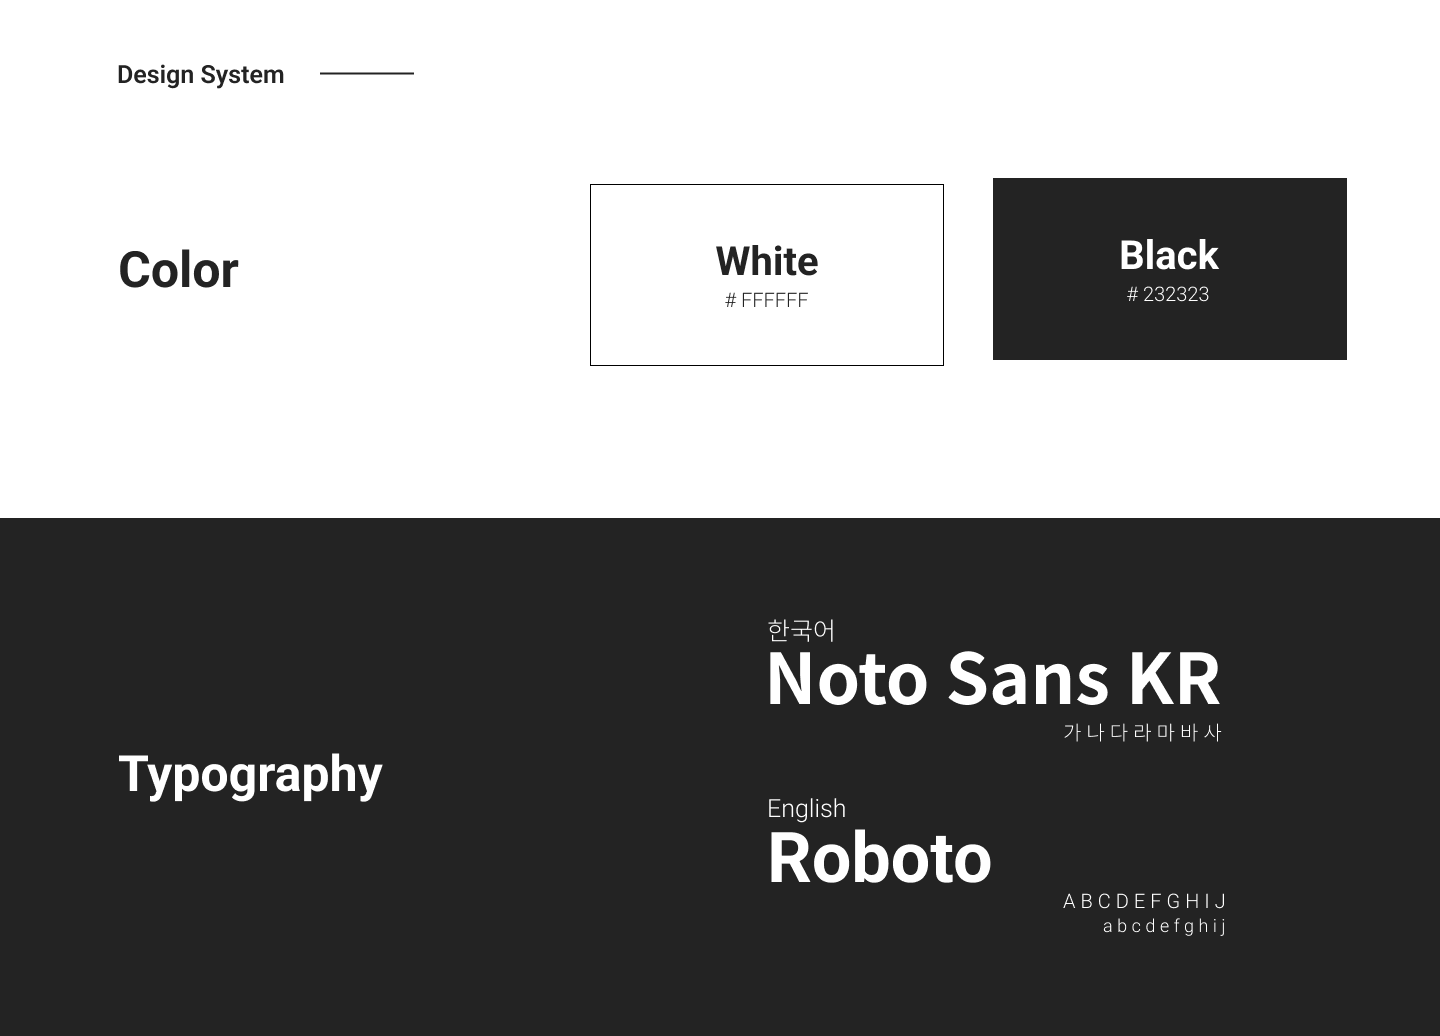 Design System
Color
White
# FFFFFF
Black
# 232323
Typography
한국어
Noto Sans KR
가 나 다 라 마 바 사
English
Roboto
A B C D E F G H I J
a b c d e f g h i j